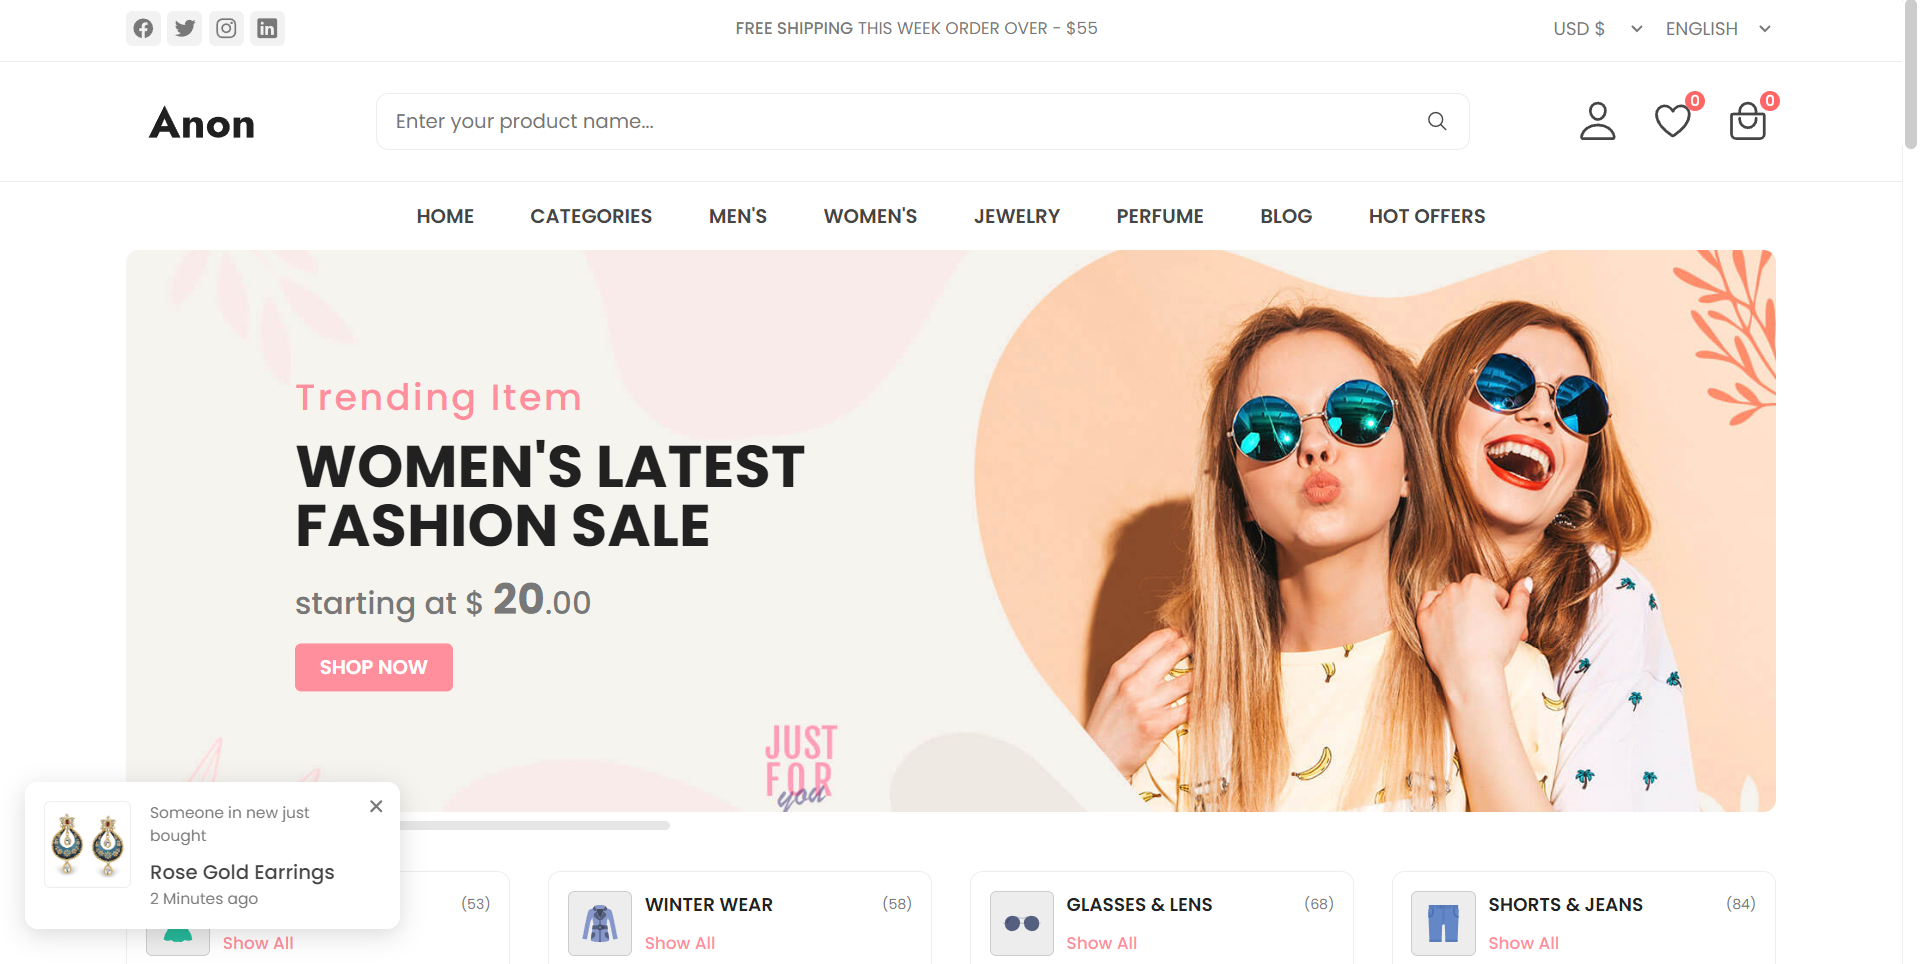 FREE SHIPPING THIS WEEK ORDER OVER - $55
USD $
ENGLISH
Anon
Enter your product name...
0
0
HOME
CATEGORIES
MEN'S
WOMEN'S
JEWELRY
PERFUME
BLOG
HOT OFFERS
Trending Item
WOMEN'S LATEST
FASHION SALE
starting at $ 20.00
SHOP NOW
JUST
FOR
you
Someone in new just
bought
Rose Gold Earrings
2 Minutes ago
(53)
Show All
WINTER WEAR
(58)
Show All
GLASSES & LENS
(68)
Show All
SHORTS & JEANS
(84)
Show All